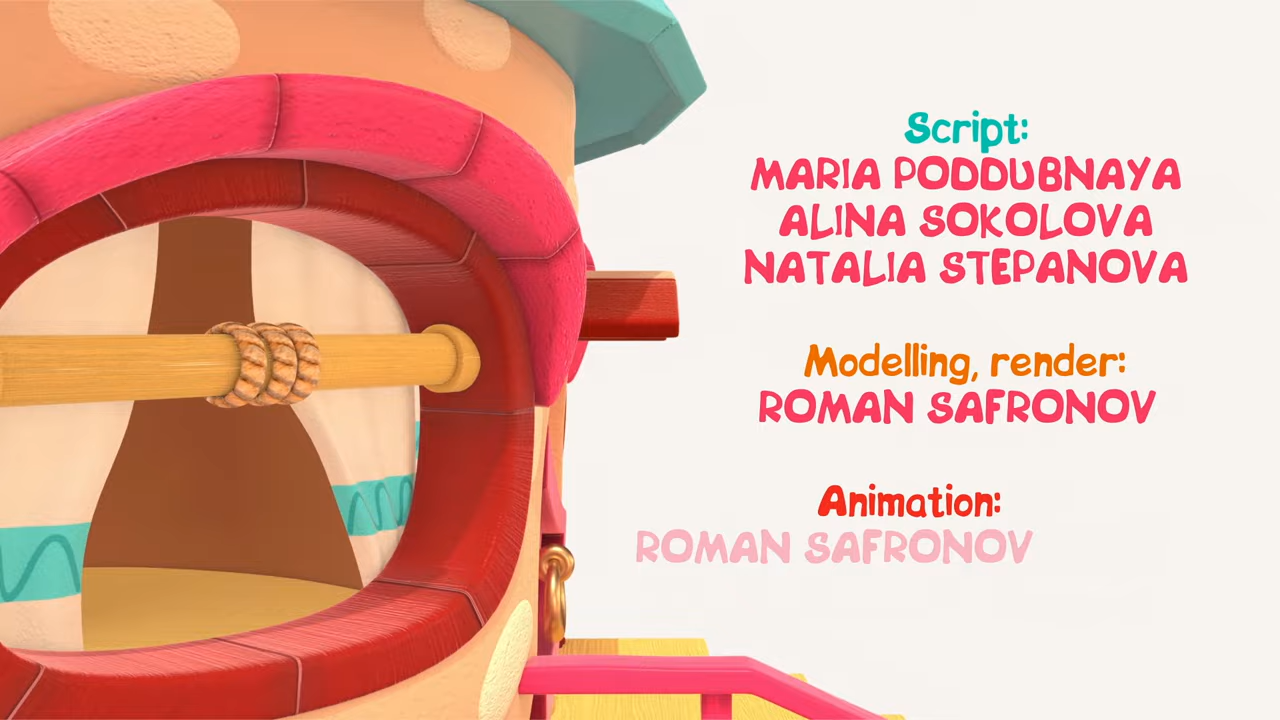 Script:
MARIA PODDUBNAYA
ALINA SOKOLOVA
NATALIA STEPANOVA
Modelling, render:
ROMAN SAFRONOV
Animation:
ROMAN SAFRONOV